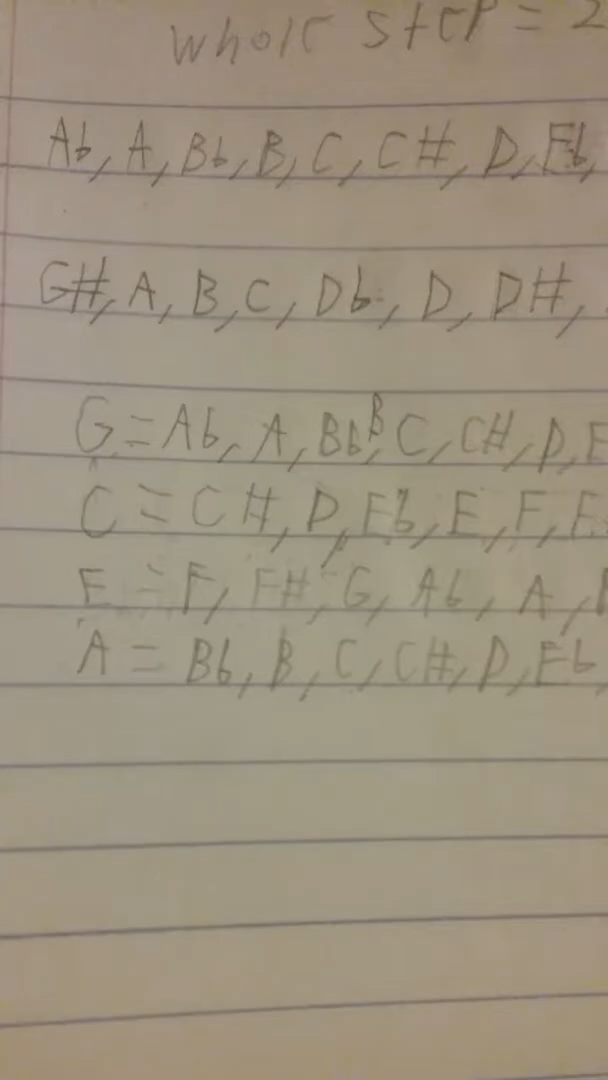 whole step = 2
Ab, A, Bb, B, C, C#, D, Eb,
G#, A, B, C, Db, D, D#,
G = Ab, A, Bb, B, C, C#, D, E
C = C#, D, Eb, E, F, F
E = F, F#, G, Ab, A,
A = Bb, B, C, C#, D, Eb,